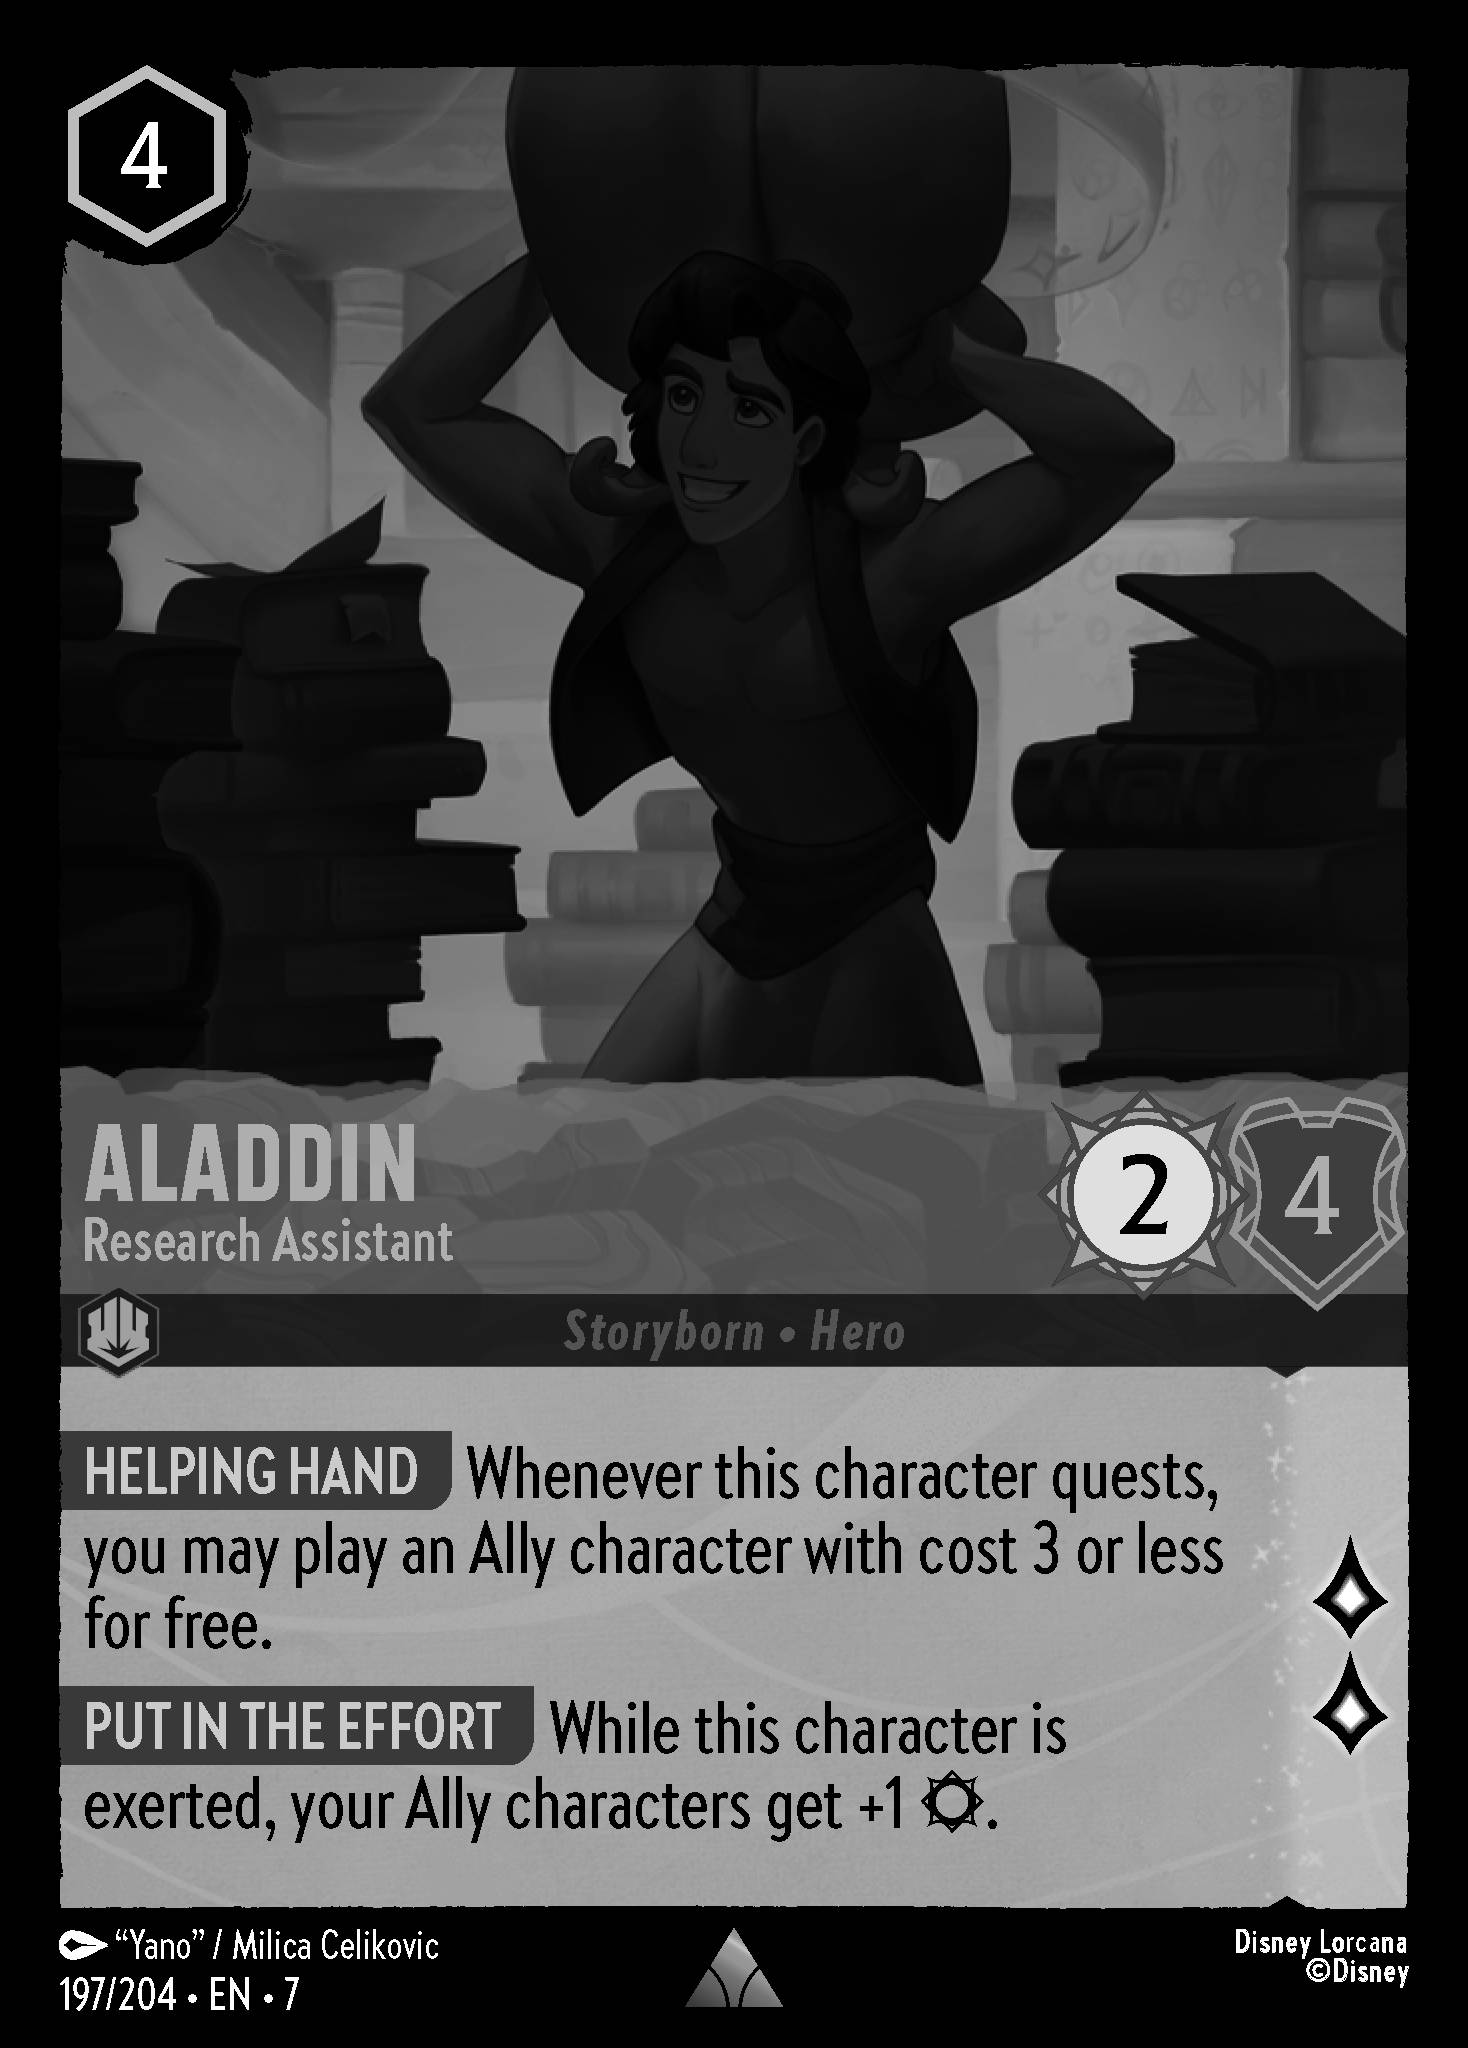 4
ALADDIN
Research Assistant
2 4
Storyborn • Hero
HELPING HAND Whenever this character quests,
you may play an Ally character with cost 3 or less
for free.
PUT IN THE EFFORT While this character is
exerted, your Ally characters get +1 .
“Yano” / Milica Celikovic
197/204 • EN • 7
Disney Lorcana
©Disney